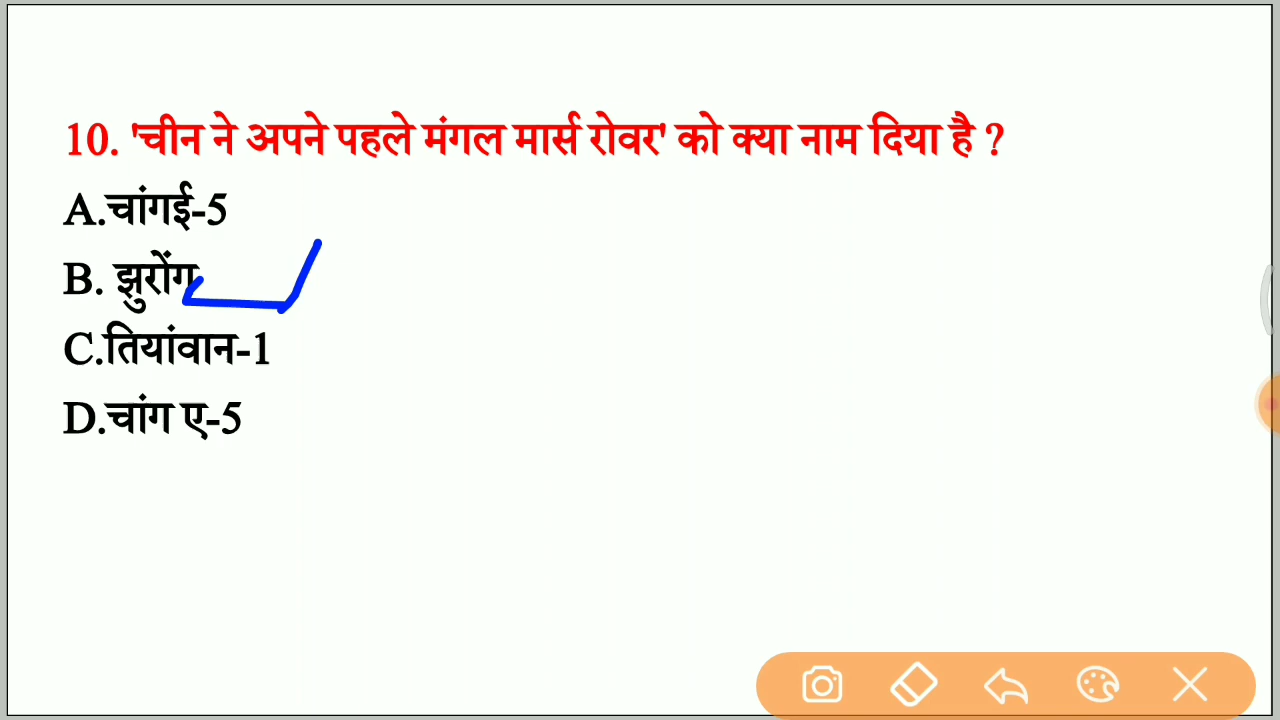 10. 'चीन ने अपने पहले मंगल मार्स रोवर' को क्या नाम दिया है ?
A.चांगई-5
B. झुरोंग
C.तियांवान-1
D.चांग ए-5